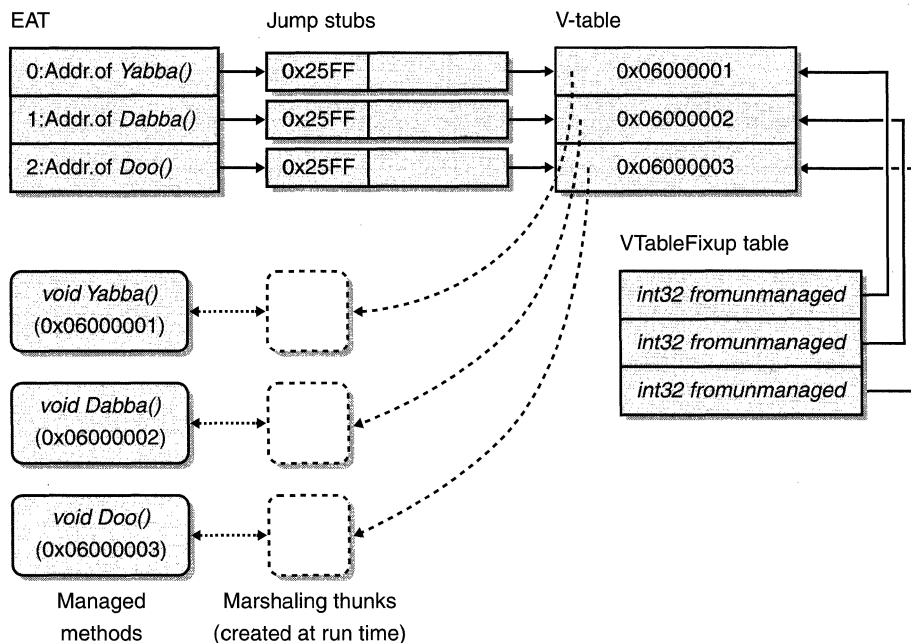 EAT
Jump stubs
V-table
0:Addr.of Yabba()
0x25FF
0x06000001
1:Addr.of Dabba()
0x25FF
0x06000002
2:Addr.of Doo()
0x25FF
0x06000003
VTableFixup table
int32 fromunmanaged
int32 fromunmanaged
int32 fromunmanaged
void Yabba()
(0x06000001)
void Dabba()
(0x06000002)
void Doo()
(0x06000003)
Managed
methods
Marshaling thunks
(created at run time)